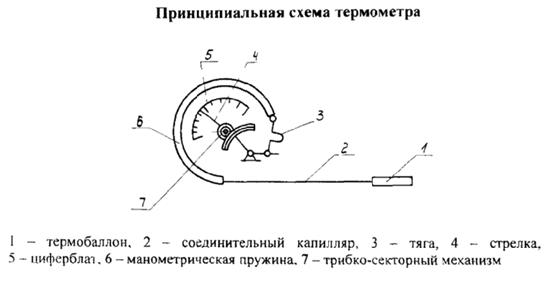 Принципиальная схема термометра
5
4
3
6
2
1
7
1 – термобаллон, 2 – соединительный капилляр, 3 – тяга, 4 – стрелка,
5 – циферблат, 6 – манометрическая пружина, 7 – трибко-секторный механизм